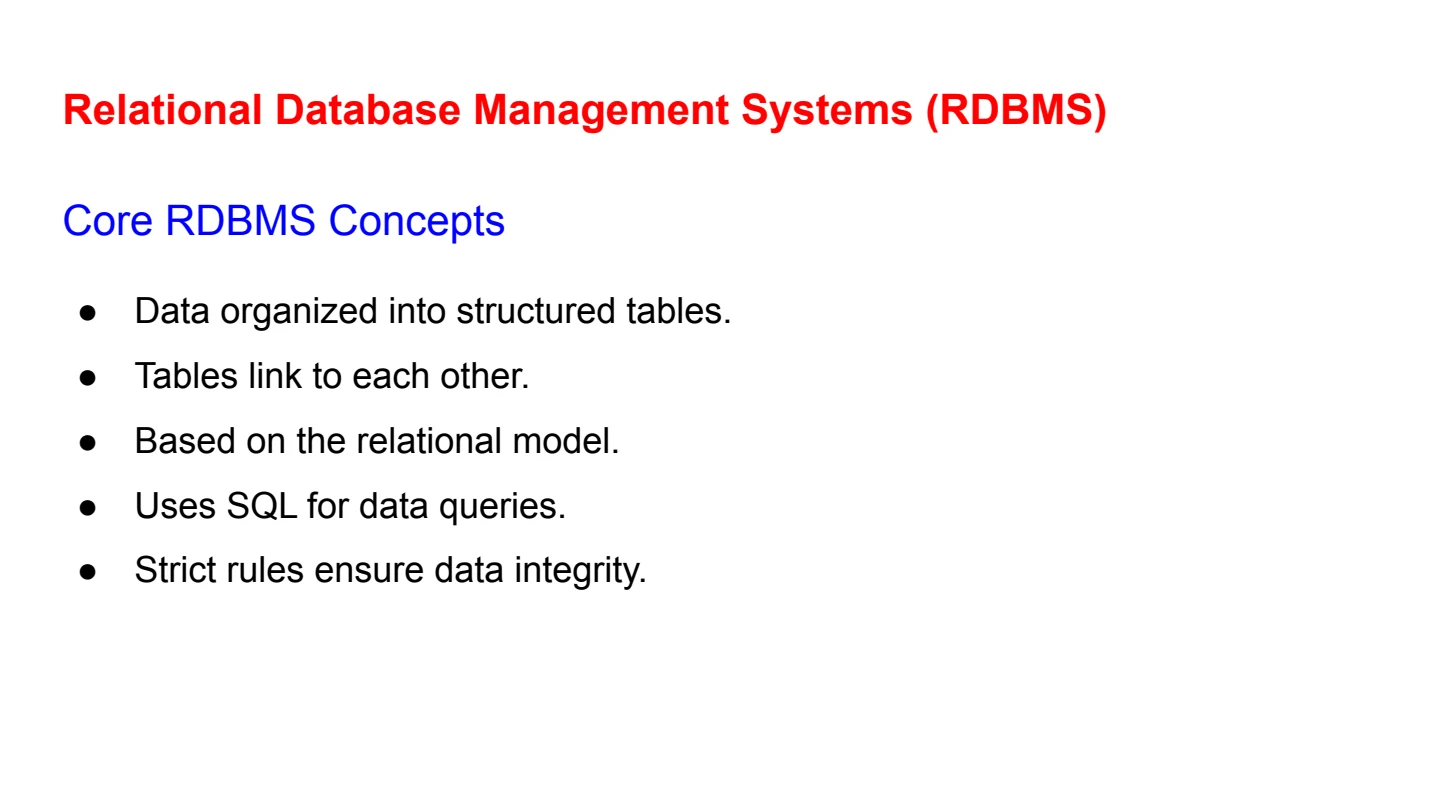 Relational Database Management Systems (RDBMS)
Core RDBMS Concepts
● Data organized into structured tables.
● Tables link to each other.
● Based on the relational model.
● Uses SQL for data queries.
● Strict rules ensure data integrity.